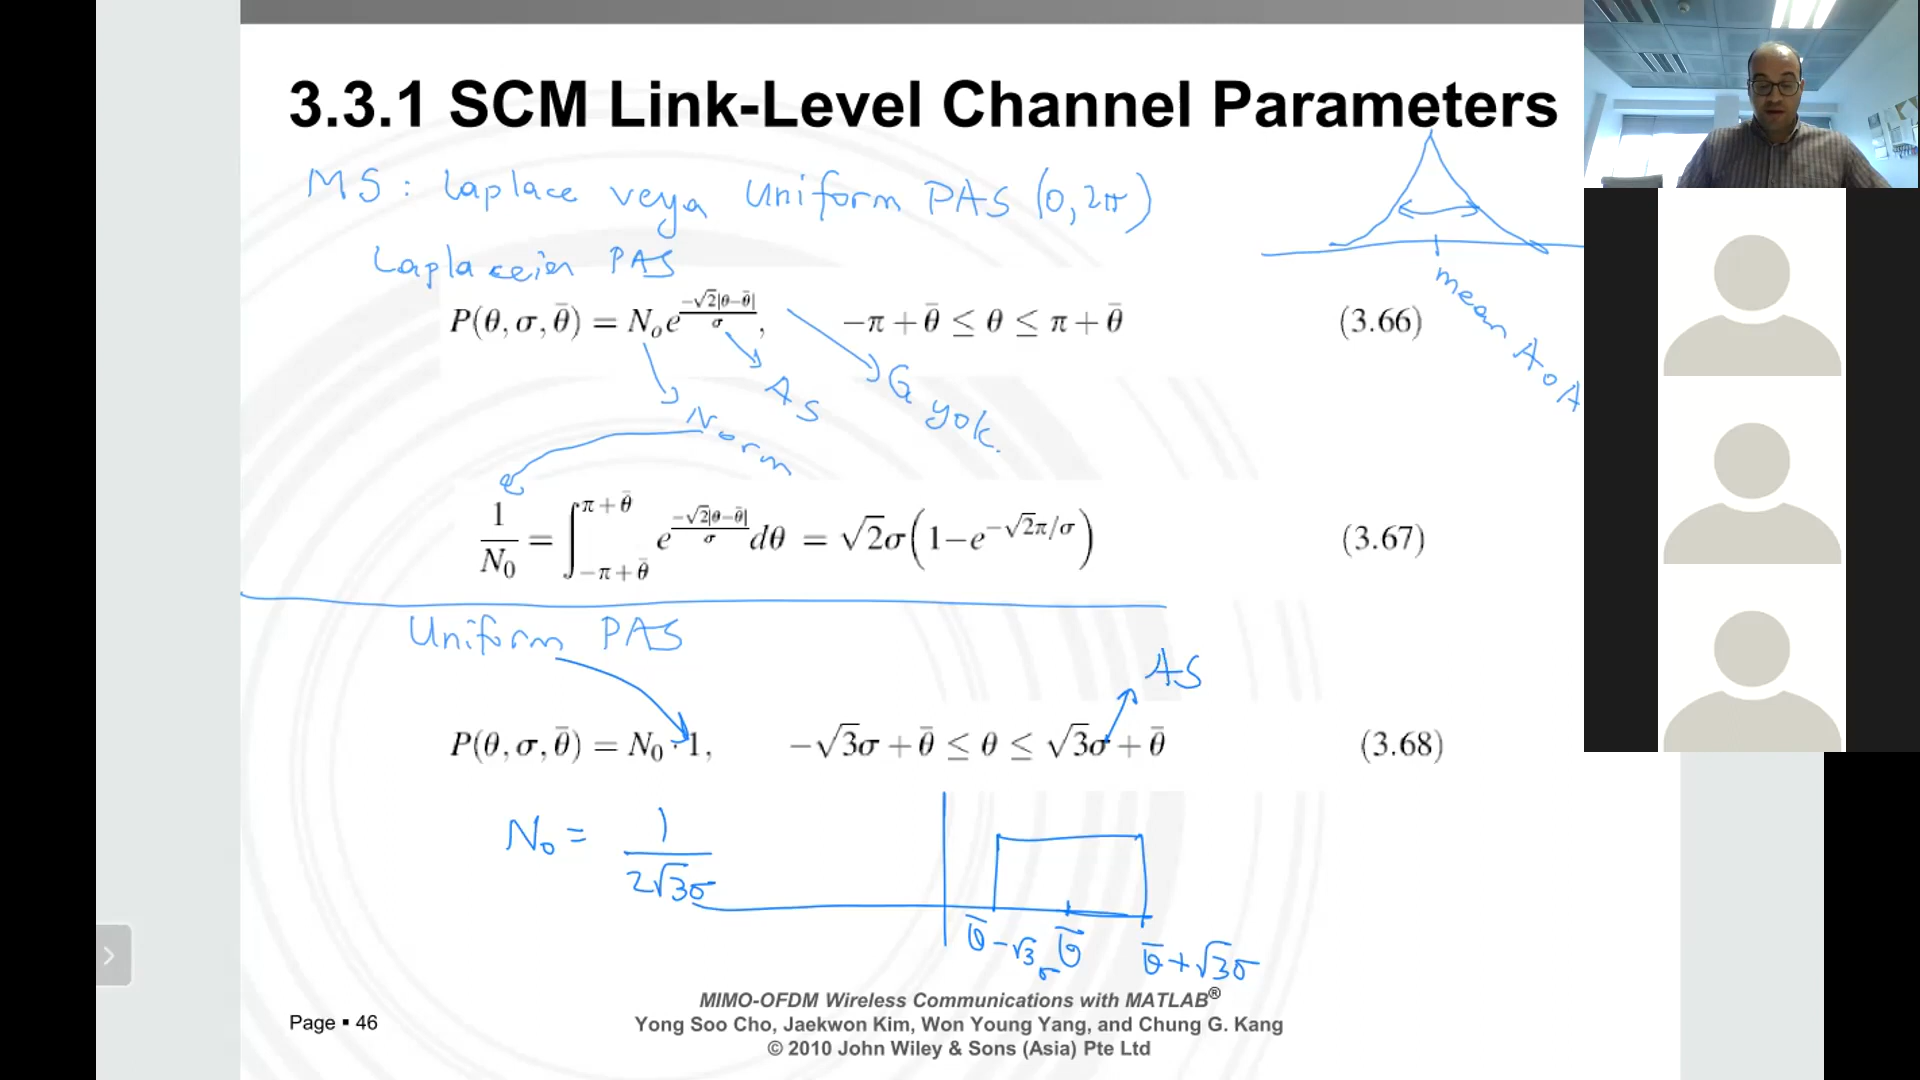 3.3.1 SCM Link-Level Channel Parameters
MS : Laplace veya Uniform PAS (0, 2π)
Laplaceian PAS
mean AoA
P(θ, σ, θ̄) = Nₒe^(−√2|θ−θ̄|/σ), −π + θ̄ ≤ θ ≤ π + θ̄ (3.66)
G yok.
AS
Norm
1/N₀ = ∫_{−π+θ̄}^{π+θ̄} e^(−√2|θ−θ̄|/σ) dθ = √2σ(1−e^(−√2π/σ)) (3.67)
Uniform PAS
AS
P(θ, σ, θ̄) = N₀ · 1, −√3σ + θ̄ ≤ θ ≤ √3σ + θ̄ (3.68)
N₀ = 1/(2√3σ)
θ̄ − √3σ θ̄ θ̄ + √3σ
MIMO-OFDM Wireless Communications with MATLAB®
Page ▪ 46
Yong Soo Cho, Jaekwon Kim, Won Young Yang, and Chung G. Kang
© 2010 John Wiley & Sons (Asia) Pte Ltd